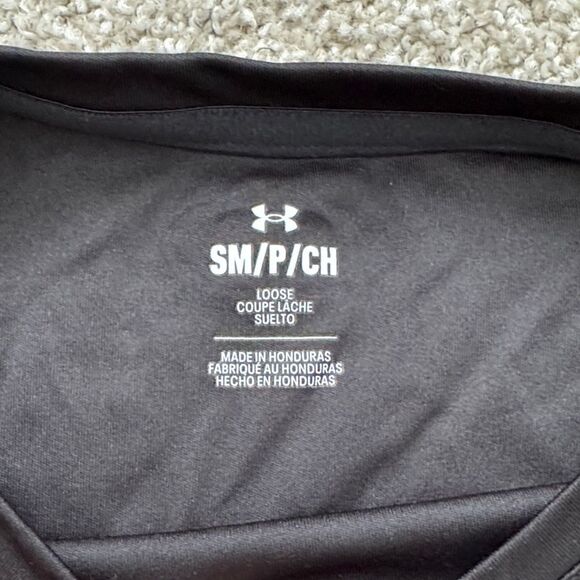 SM/P/CH
LOOSE
COUPE LÂCHE
SUELTO
MADE IN HONDURAS
FABRIQUÉ AU HONDURAS
HECHO EN HONDURAS